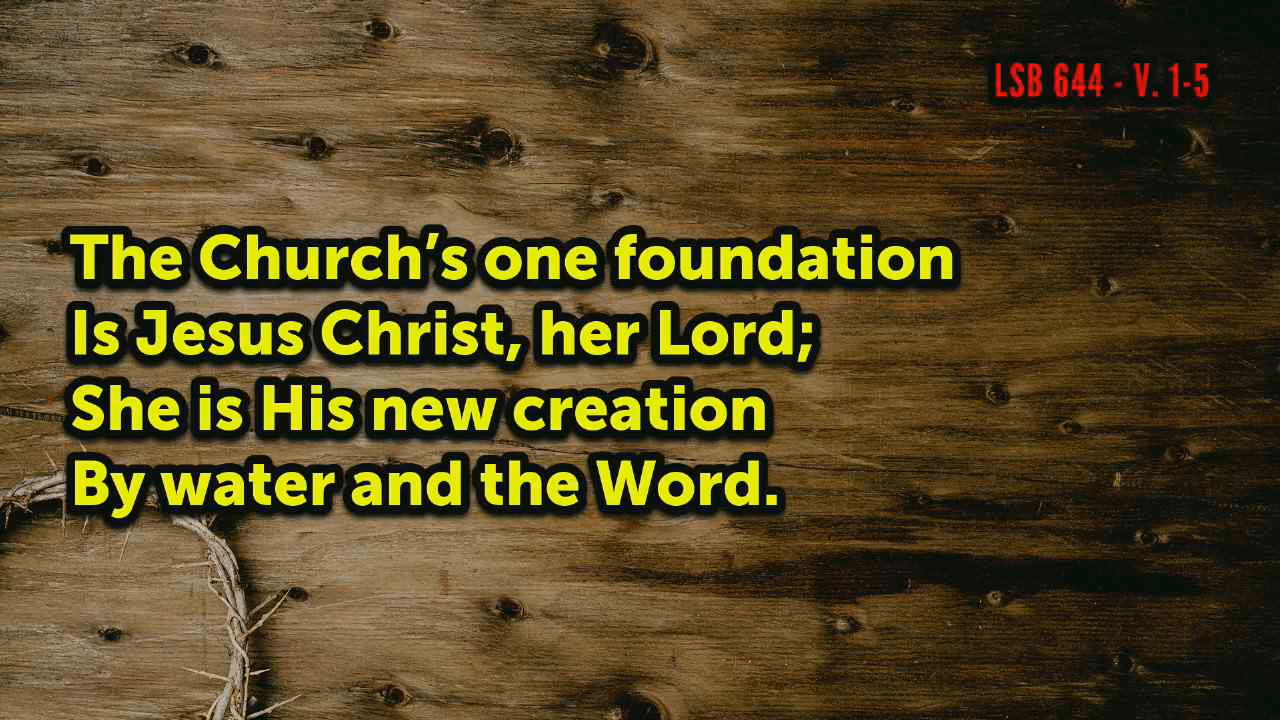 LSB 644 - V. 1-5
The Church’s one foundation
Is Jesus Christ, her Lord;
She is His new creation
By water and the Word.